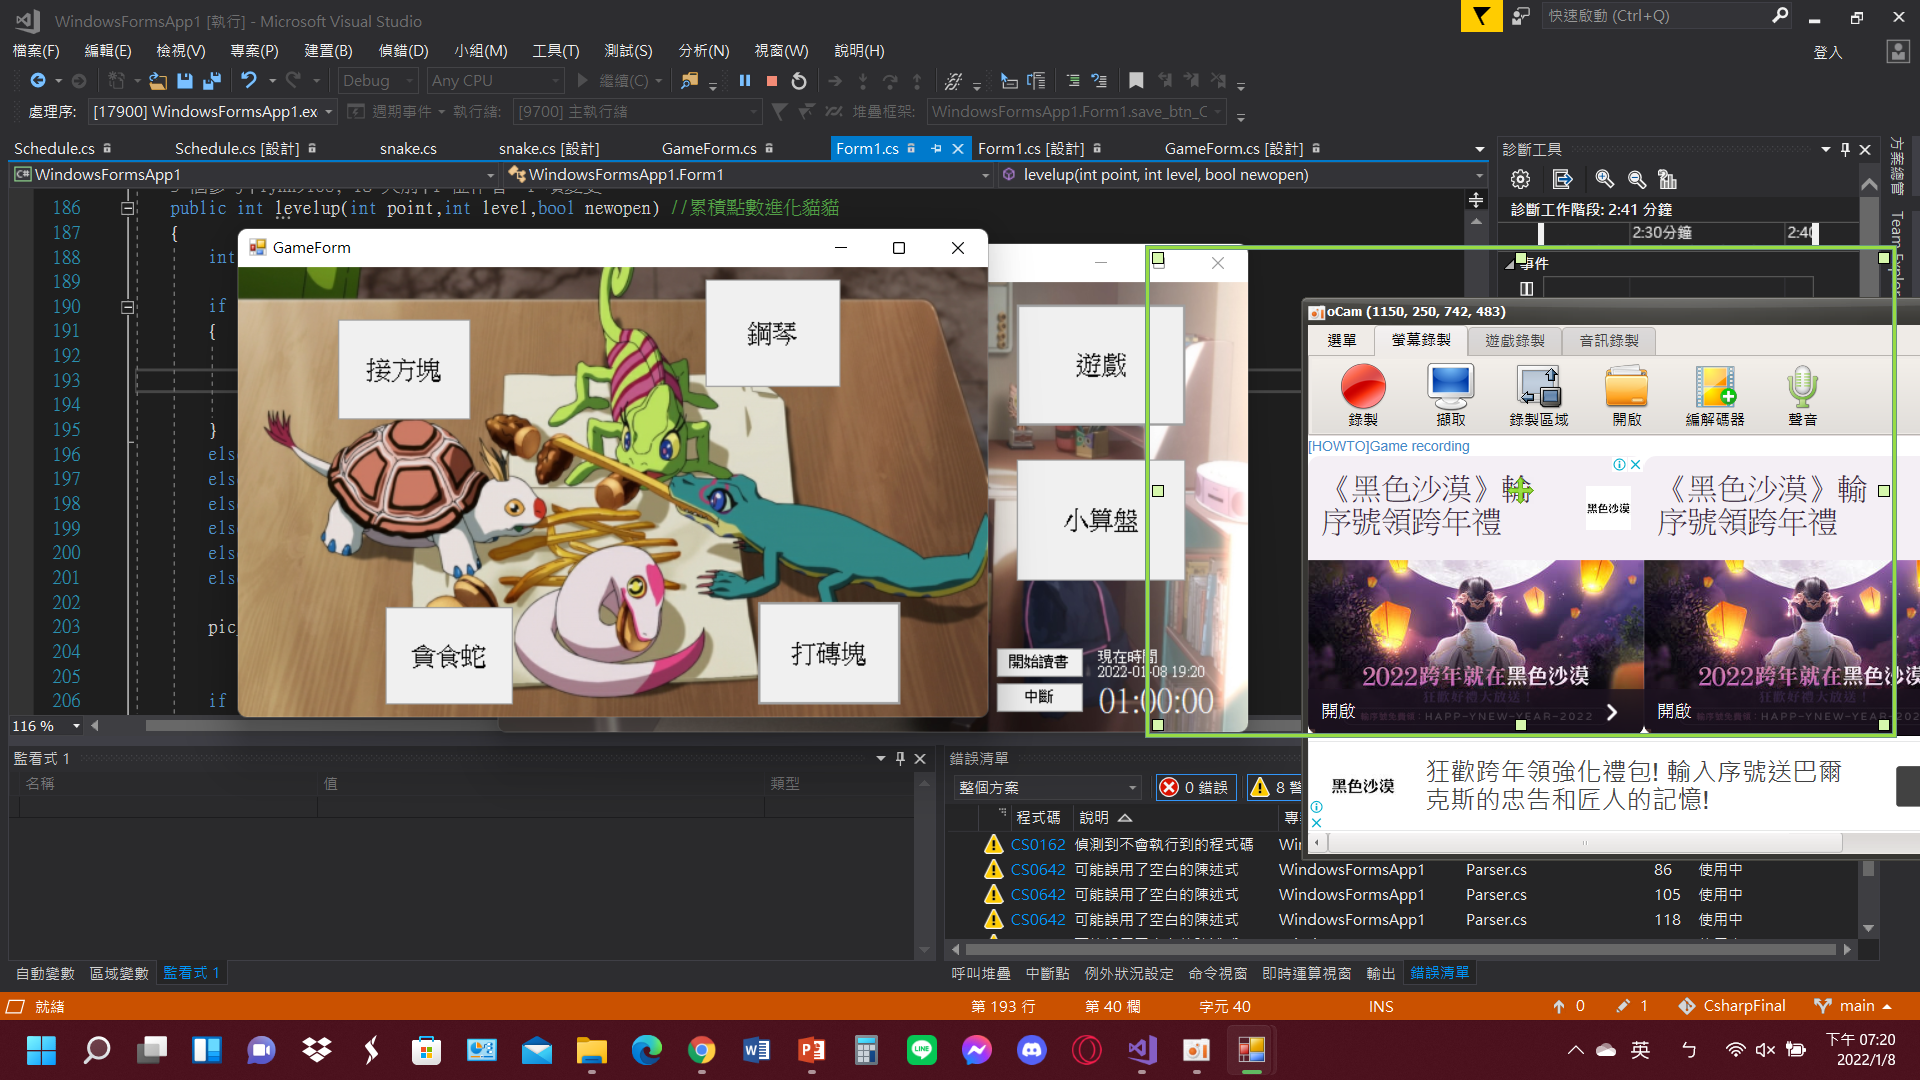 WindowsFormsApp1 [執行] - Microsoft Visual Studio
快速啟動 (Ctrl+Q)
檔案(F) 編輯(E) 檢視(V) 專案(P) 建置(B) 偵錯(D) 小組(M) 工具(T) 測試(S) 分析(N) 視窗(W) 說明(H)
登入
Debug Any CPU 繼續(C)
處理序: [17900] WindowsFormsApp1.ex 週期事件 執行緒: [9700] 主執行緒 堆疊框架: WindowsFormsApp1.Form1.save_btn_C
Schedule.cs Schedule.cs [設計] snake.cs snake.cs [設計] GameForm.cs Form1.cs Form1.cs [設計] GameForm.cs [設計]
WindowsFormsApp1 WindowsFormsApp1.Form1 levelup(int point, int level, bool newopen)
186 public int levelup(int point,int level,bool newopen) //累積點數進化貓貓
187 {
188 int
189
190 if
191 {
192
193
194
195 }
196 els
197 els
198 els
199 els
200 els
201 els
202
203 pic
204
205
206 if
116 %
GameForm
接方塊
鋼琴
貪食蛇
打磚塊
遊戲
小算盤
開始讀書
中斷
現在時間
2022-01-08 19:20
01:00:00
診斷工具
診斷工作階段: 2:41 分鐘
2:30分鐘 2:40
事件
方案總管
Team Explorer
oCam (1150, 250, 742, 483)
選單 螢幕錄製 遊戲錄製 音訊錄製
錄製 擷取 錄製區域 開啟 編解碼器 聲音
[HOWTO]Game recording
《黑色沙漠》輸
序號領跨年禮
黑色沙漠
《黑色沙漠》輸
序號領跨年禮
2022跨年就在黑色沙漠
狂歡好禮大放送!
開啟
HAPP-YNEW-YEAR-2022
2022跨年就在黑色沙
開啟
黑色沙漠
狂歡跨年領強化禮包! 輸入序號送巴爾
克斯的忠告和匠人的記憶!
監看式 1
名稱 值 類型
自動變數 區域變數 監看式 1
錯誤清單
整個方案 0 錯誤 8 警
程式碼 說明
CS0162 偵測到不會執行到的程式碼
CS0642 可能誤用了空白的陳述式 WindowsFormsApp1 Parser.cs 86 使用中
CS0642 可能誤用了空白的陳述式 WindowsFormsApp1 Parser.cs 105 使用中
CS0642 可能誤用了空白的陳述式 WindowsFormsApp1 Parser.cs 118 使用中
呼叫堆疊 中斷點 例外狀況設定 命令視窗 即時運算視窗 輸出 錯誤清單
就緒 第 193 行 第 40 欄 字元 40 INS 0 1 CsharpFinal main
英 ㄅ 下午 07:20
2022/1/8